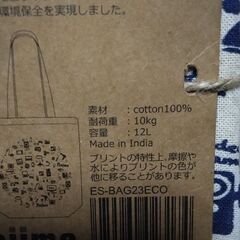 環境保全を実現しました。
素材 : cotton100%
耐荷重 : 10kg
容量 : 12L
Made in India
プリントの特性上、摩擦や
水によりプリントの色が
他に移ることがあります。
ES-BAG23ECO